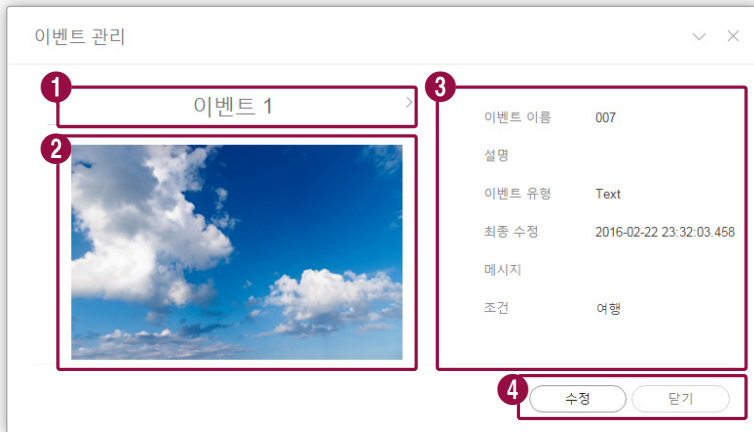 이벤트 관리
1
이벤트 1
2
3
이벤트 이름 007
설명
이벤트 유형 Text
최종 수정 2016-02-22 23:32:03.458
메시지
조건 여행
4
수정 닫기